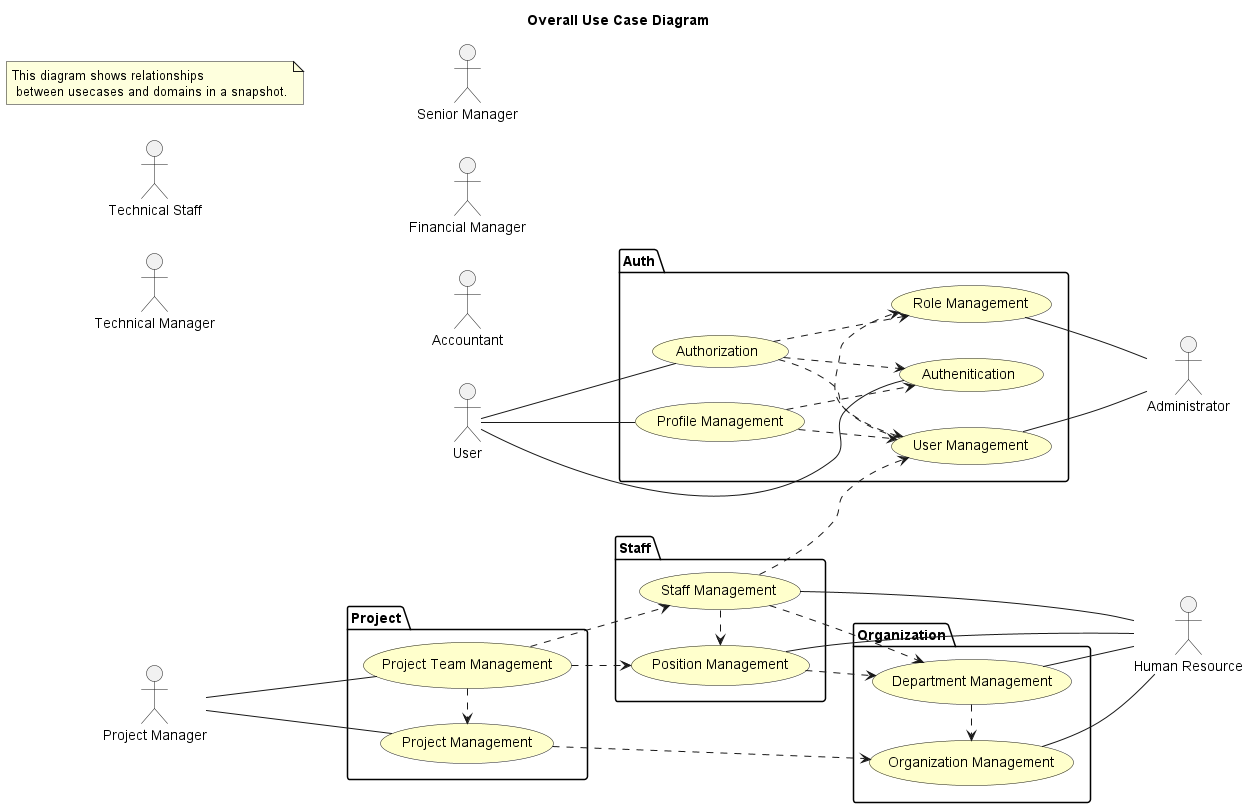 Overall Use Case Diagram
This diagram shows relationships
between usecases and domains in a snapshot.
Senior Manager
Technical Staff
Financial Manager
Technical Manager
Accountant
User
Auth
Role Management
Authorization
Authenitication
Profile Management
User Management
Administrator
Staff
Staff Management
Position Management
Project
Project Team Management
Project Management
Project Manager
Organization
Department Management
Organization Management
Human Resource